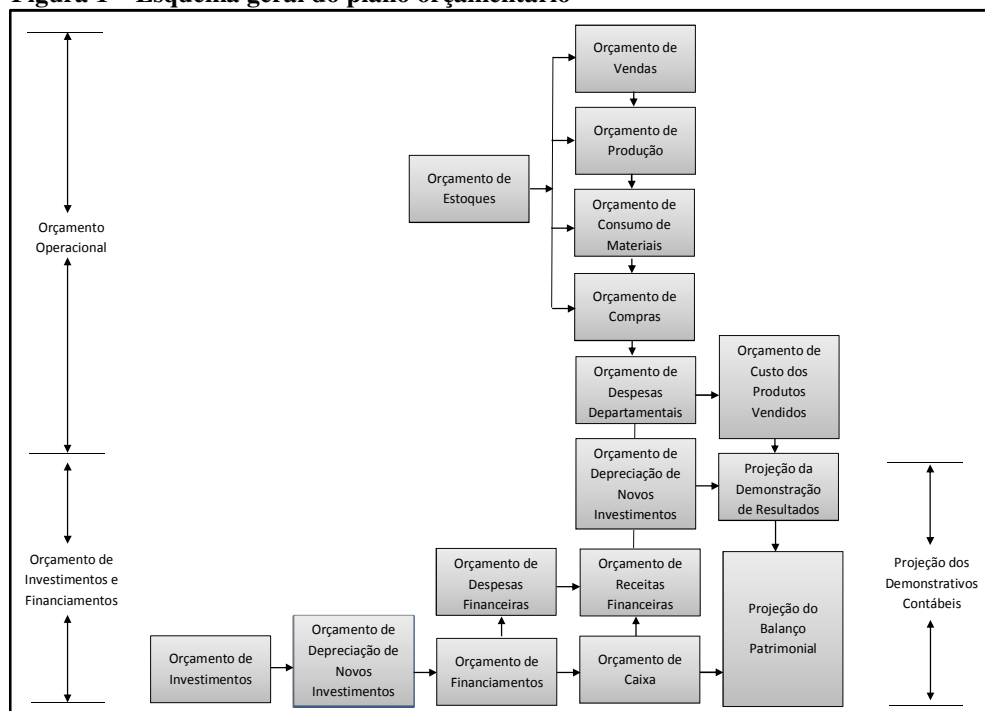 Figura 1 – Esquema geral do plano orçamentário
Orçamento de
Vendas
Orçamento de
Produção
Orçamento de
Estoques
Orçamento de
Consumo de
Materiais
Orçamento
Operacional
Orçamento de
Compras
Orçamento de
Despesas
Departamentais
Orçamento de
Custo dos
Produtos
Vendidos
Orçamento de
Depreciação de
Novos
Investimentos
Projeção da
Demonstração
de Resultados
Orçamento de
Investimentos e
Financiamentos
Orçamento de
Despesas
Financeiras
Orçamento de
Receitas
Financeiras
Projeção dos
Demonstrativos
Contábeis
Projeção do
Balanço
Patrimonial
Orçamento de
Investimentos
Orçamento de
Depreciação de
Novos
Investimentos
Orçamento de
Financiamentos
Orçamento de
Caixa